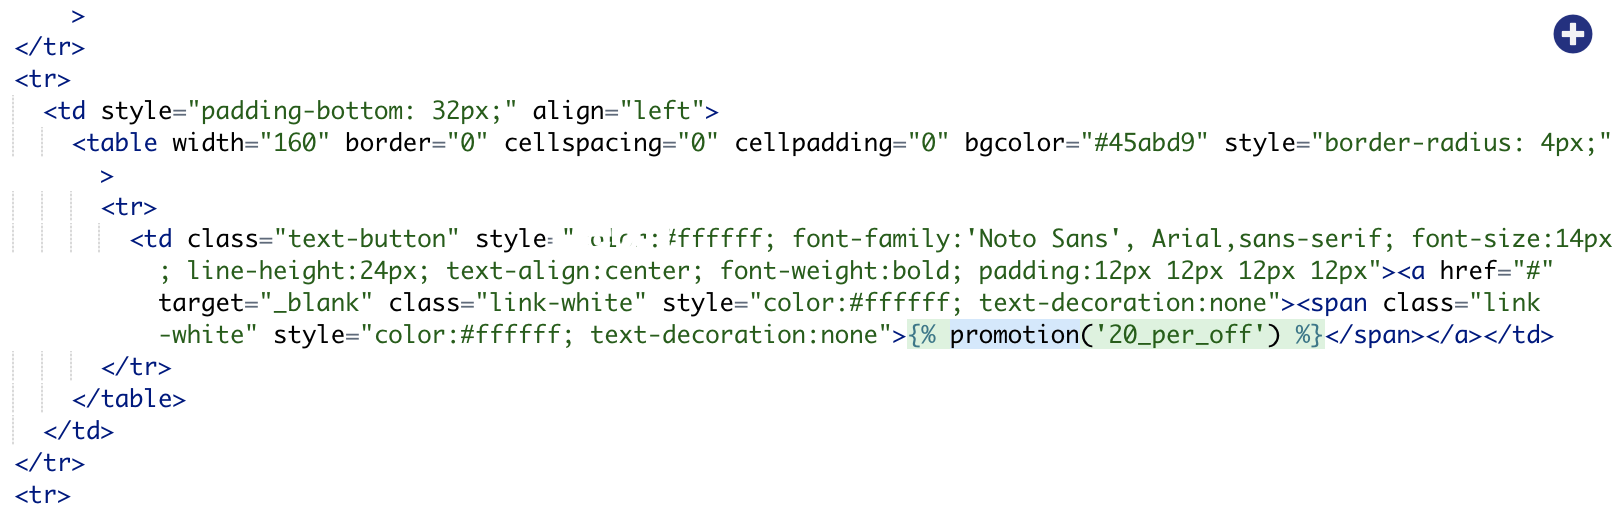 >
</tr>
<tr>
<td style="padding-bottom: 32px;" align="left">
<table width="160" border="0" cellspacing="0" cellpadding="0" bgcolor="#45abd9" style="border-radius: 4px;"
>
<tr>
<td class="text-button" style=" #ffffff; font-family:'Noto Sans', Arial,sans-serif; font-size:14px
; line-height:24px; text-align:center; font-weight:bold; padding:12px 12px 12px 12px"><a href="#"
target="_blank" class="link-white" style="color:#ffffff; text-decoration:none"><span class="link
-white" style="color:#ffffff; text-decoration:none">{% promotion('20_per_off') %}</span></a></td>
</tr>
</table>
</td>
</tr>
<tr>